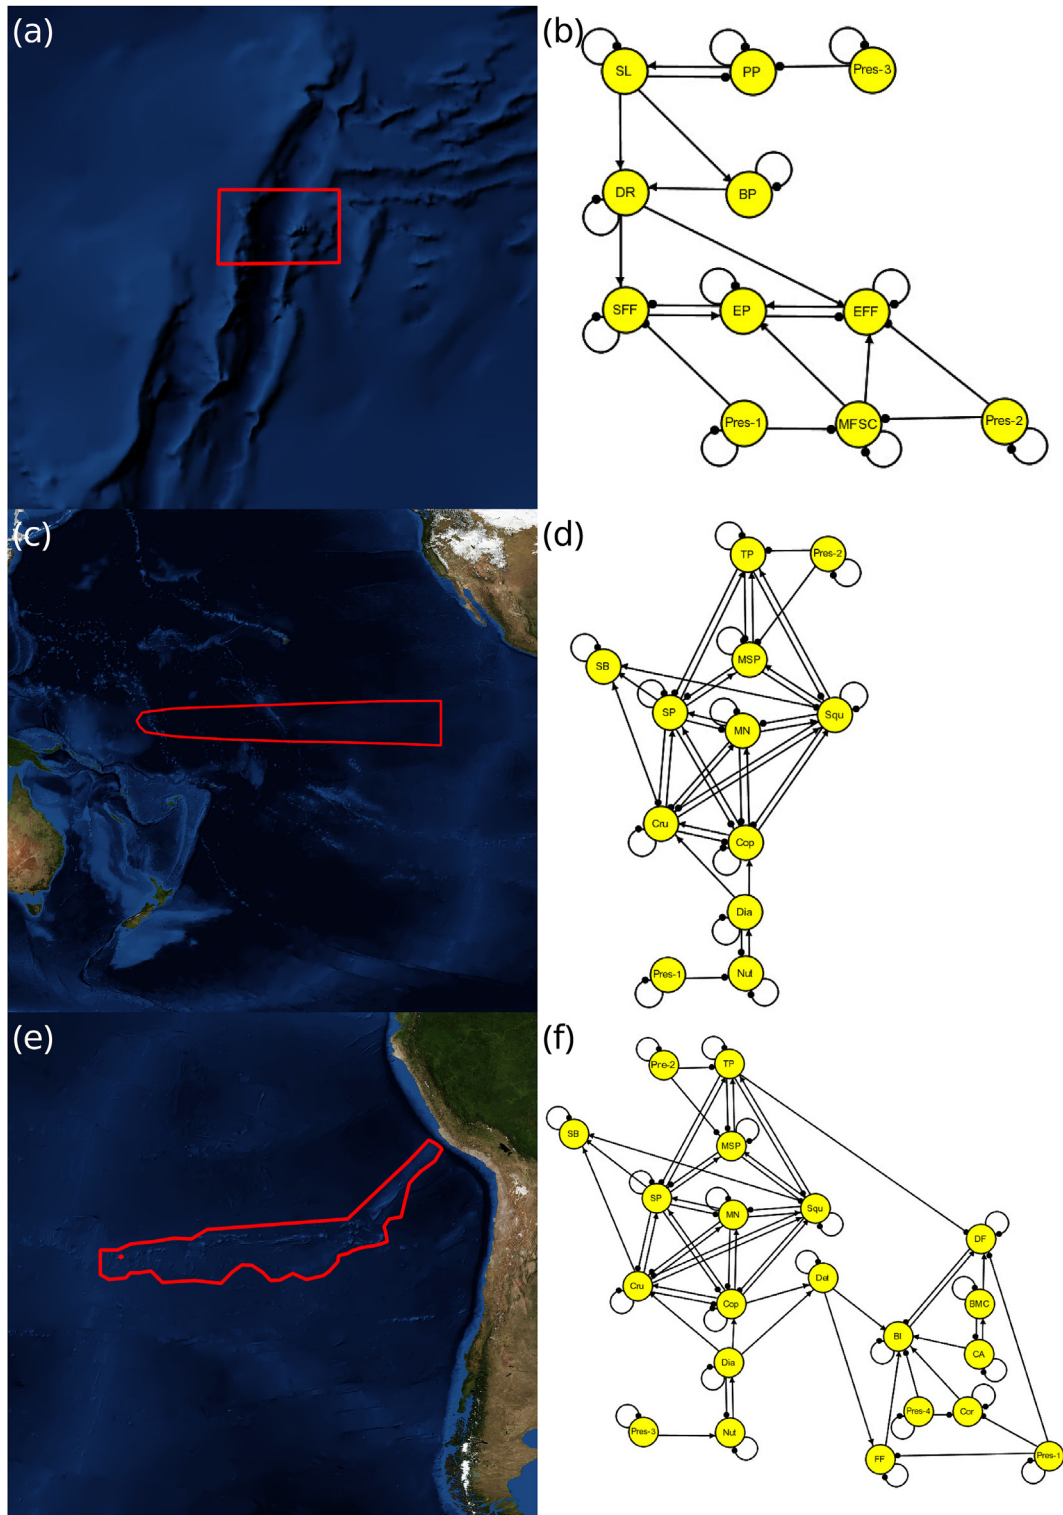 (a)
(b)
SL
PP
Pres-3
DR
BP
SFF
EP
EFF
Pres-1
MFSC
Pres-2
(c)
(d)
TP
Pres-2
SB
MSP
SP
MN
Squ
Cru
Cop
Dia
Pres-1
Nut
(e)
(f)
Pre-2
TP
SB
MSP
SP
MN
Squ
DF
Cru
Cop
Det
BMC
BI
CA
Dia
Pres-4
Cor
Pres-3
Nut
FF
Pres-1